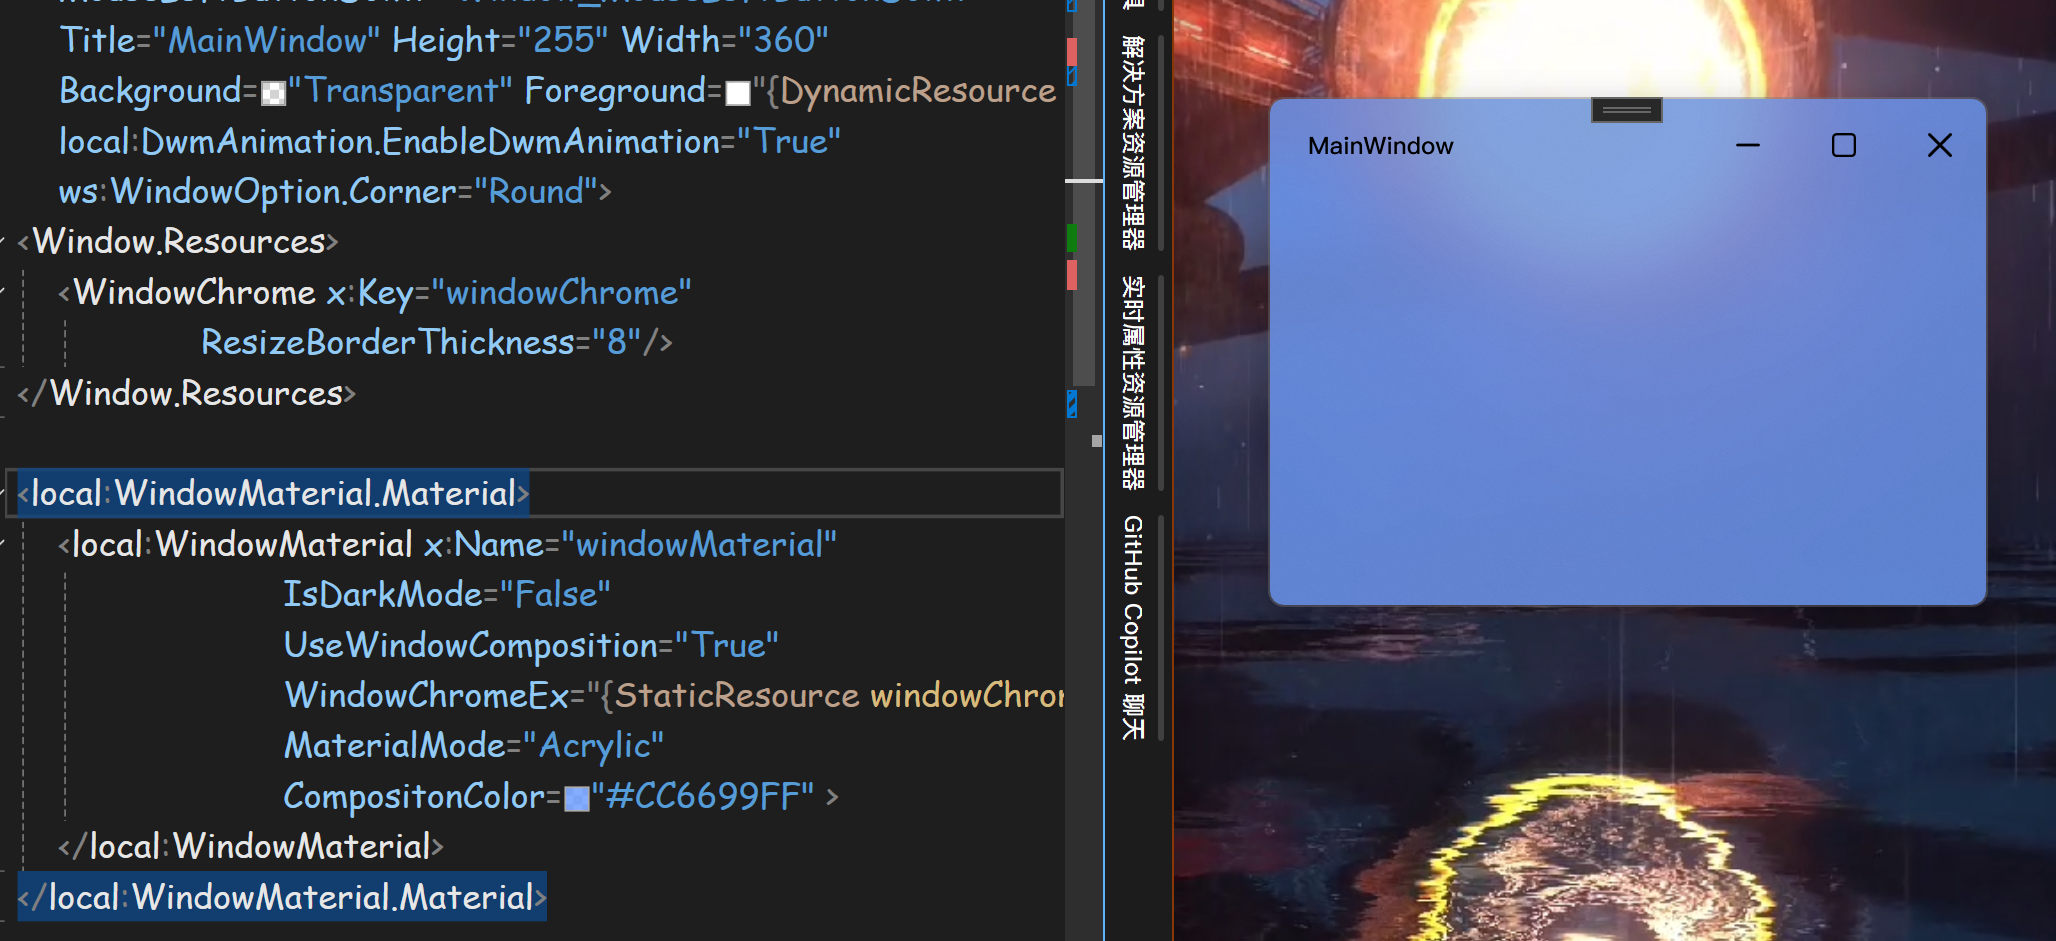 Title="MainWindow" Height="255" Width="360"
Background="Transparent" Foreground="{DynamicResource
local:DwmAnimation.EnableDwmAnimation="True"
ws:WindowOption.Corner="Round">
<Window.Resources>
<WindowChrome x:Key="windowChrome"
ResizeBorderThickness="8"/>
</Window.Resources>
<local:WindowMaterial.Material>
<local:WindowMaterial x:Name="windowMaterial"
IsDarkMode="False"
UseWindowComposition="True"
WindowChromeEx="{StaticResource windowChrom
MaterialMode="Acrylic"
CompositonColor="#CC6699FF" >
</local:WindowMaterial>
</local:WindowMaterial.Material>
解决方案资源管理器
实时属性资源管理器
GitHub Copilot 聊天
MainWindow